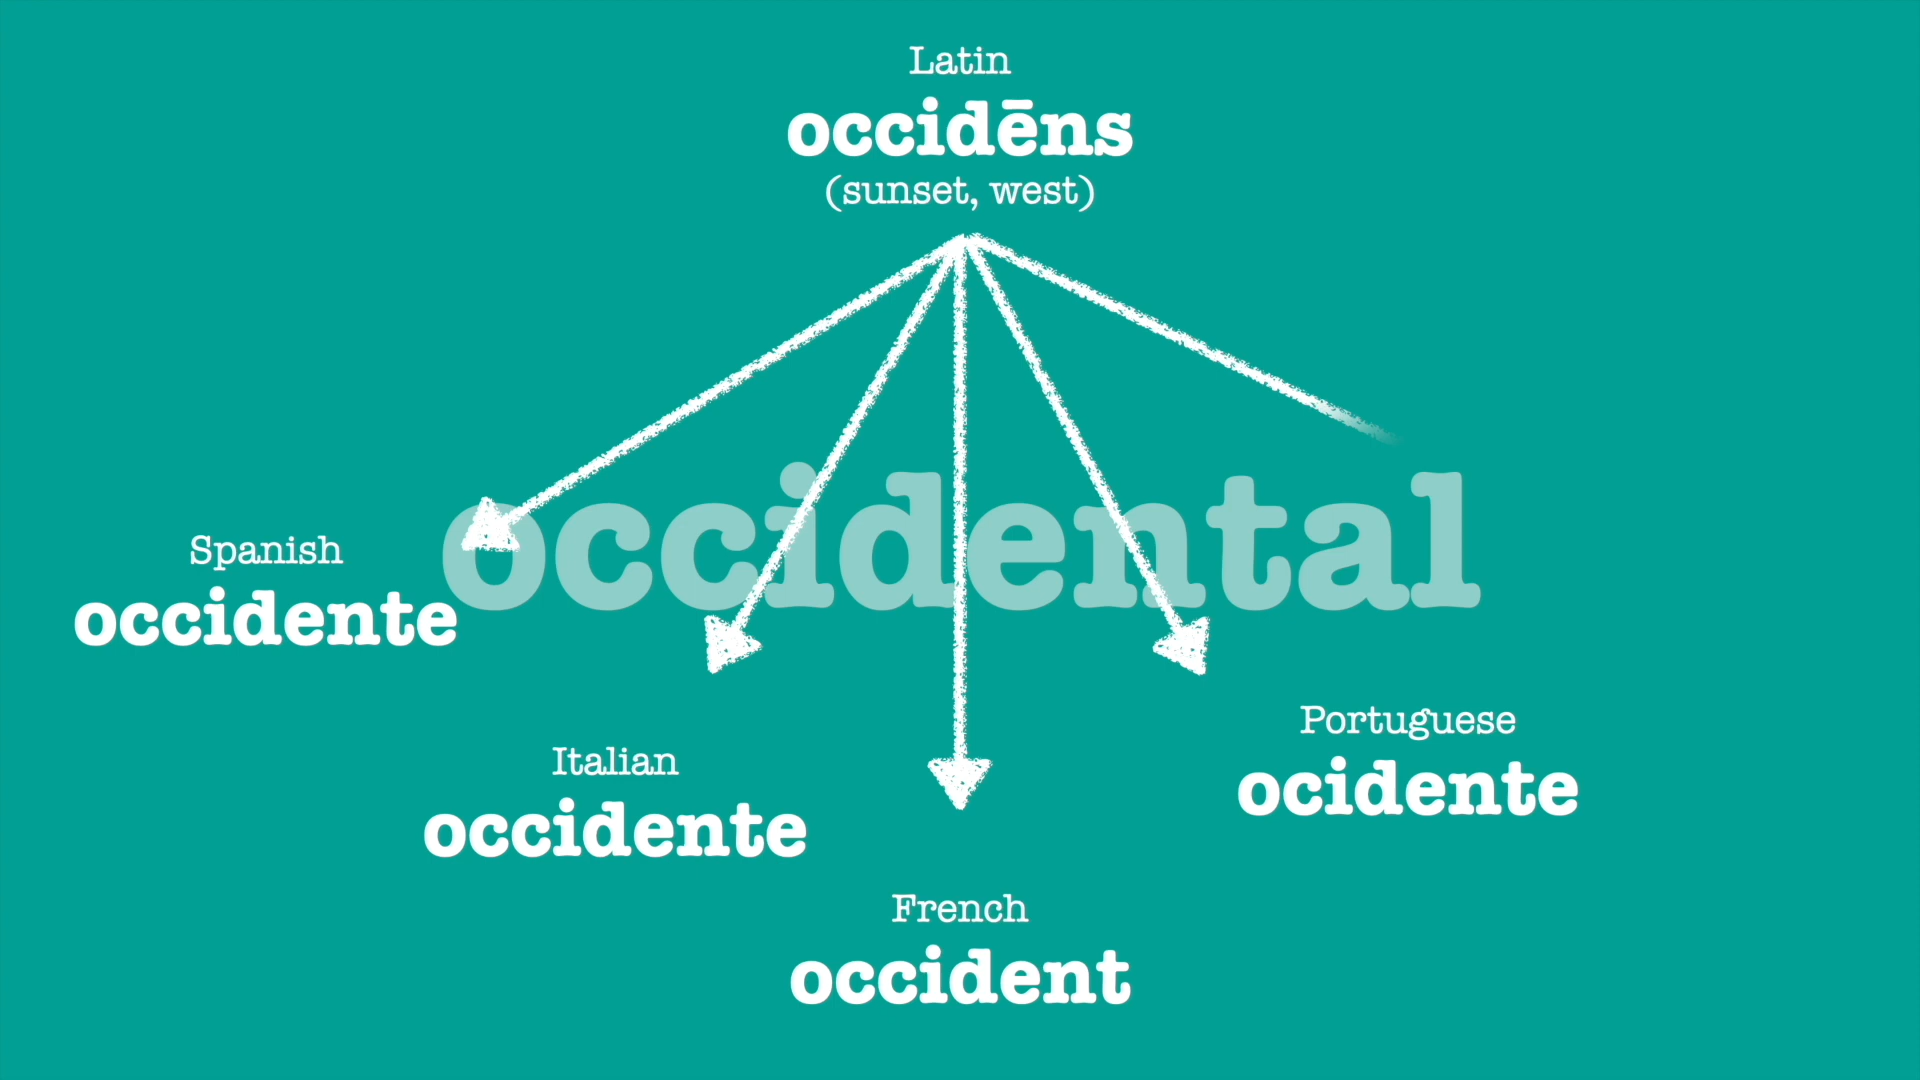 Latin
occidēns
(sunset, west)
occidental
Spanish
occidente
Italian
occidente
French
occident
Portuguese
ocidente